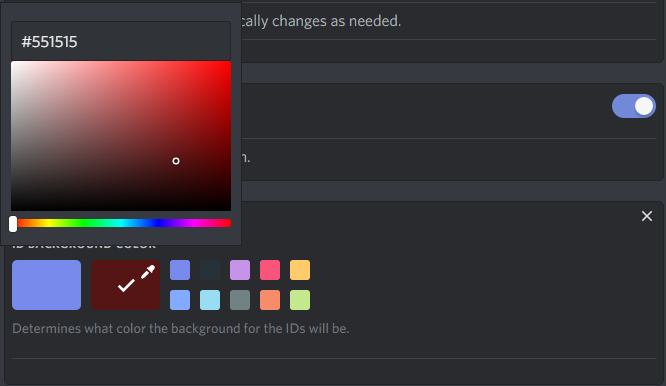 #551515
cally changes as needed.
n.
ID BACKGROUND COLOR
Determines what color the background for the IDs will be.